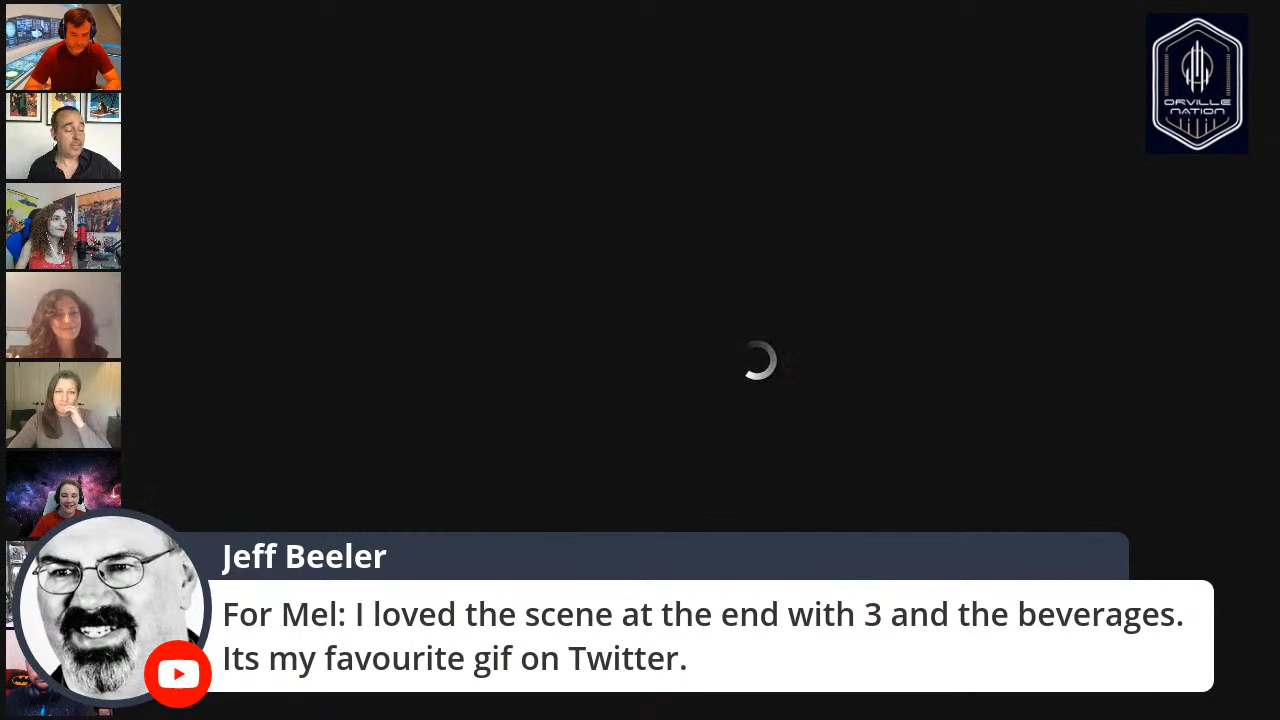 ORVILLE
NATION
Jeff Beeler
For Mel: I loved the scene at the end with 3 and the beverages.
Its my favourite gif on Twitter.